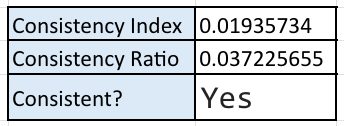 Consistency Index 0.01935734
Consistency Ratio 0.037225655
Consistent? Yes